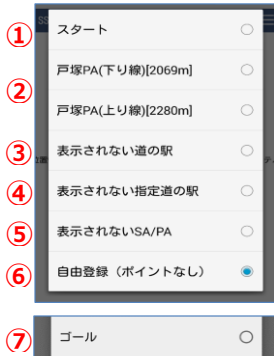 ① スタート
戸塚PA(下り線)[2069m]
②
戸塚PA(上り線)[2280m]
③ 表示されない道の駅
④ 表示されない指定道の駅
⑤ 表示されないSA/PA
⑥ 自由登録（ポイントなし）
⑦ ゴール